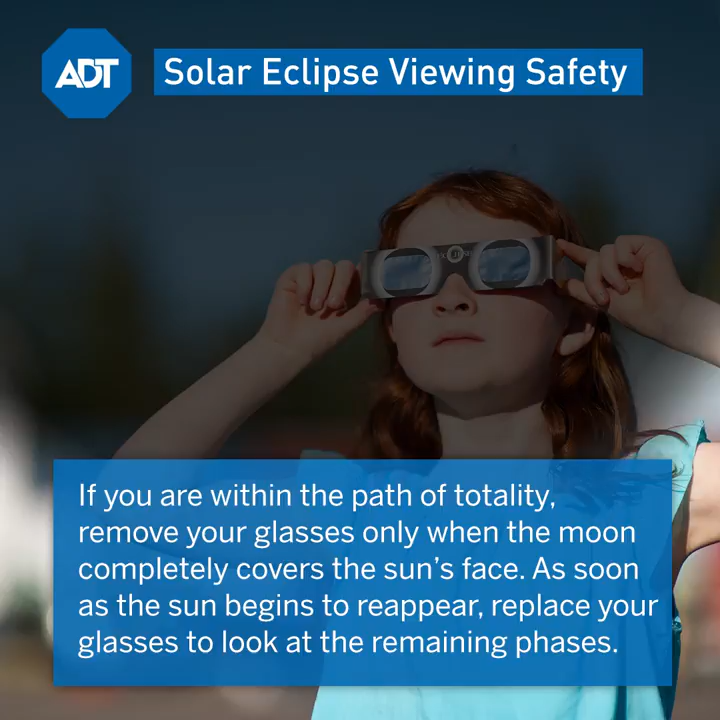 ADT
Solar Eclipse Viewing Safety
If you are within the path of totality,
remove your glasses only when the moon
completely covers the sun's face. As soon
as the sun begins to reappear, replace your
glasses to look at the remaining phases.